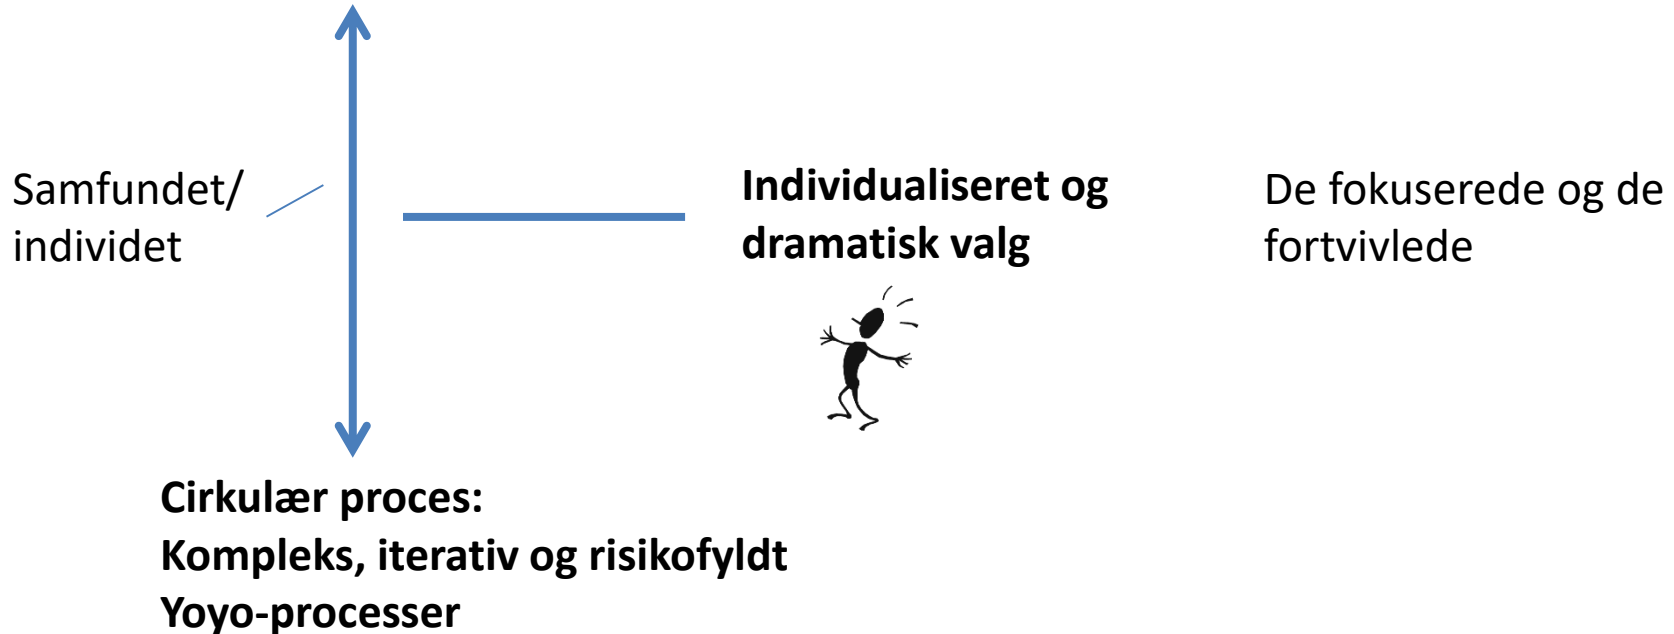 Samfundet/
individet
Individualiseret og
dramatisk valg
De fokuserede og de
fortvivlede
Cirkulær proces:
Kompleks, iterativ og risikofyldt
Yoyo-processer